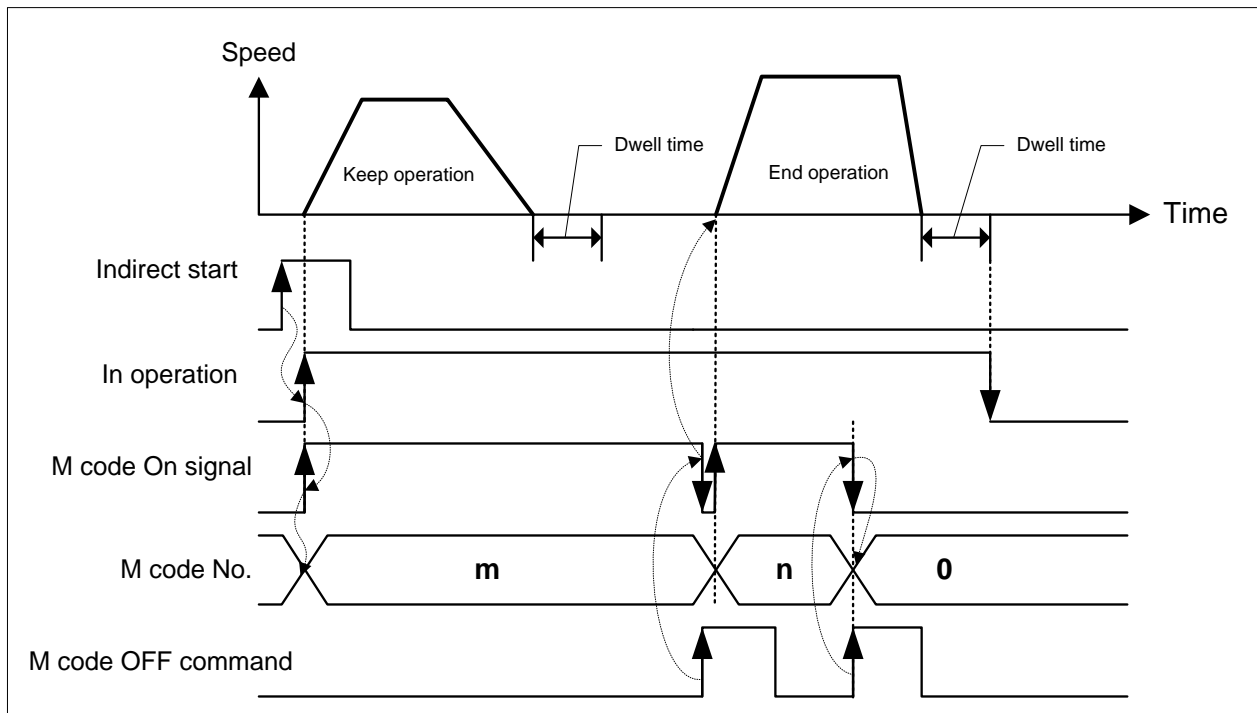 Speed
Dwell time
Dwell time
Keep operation
End operation
Time
Indirect start
In operation
M code On signal
M code No.
m
n
0
M code OFF command